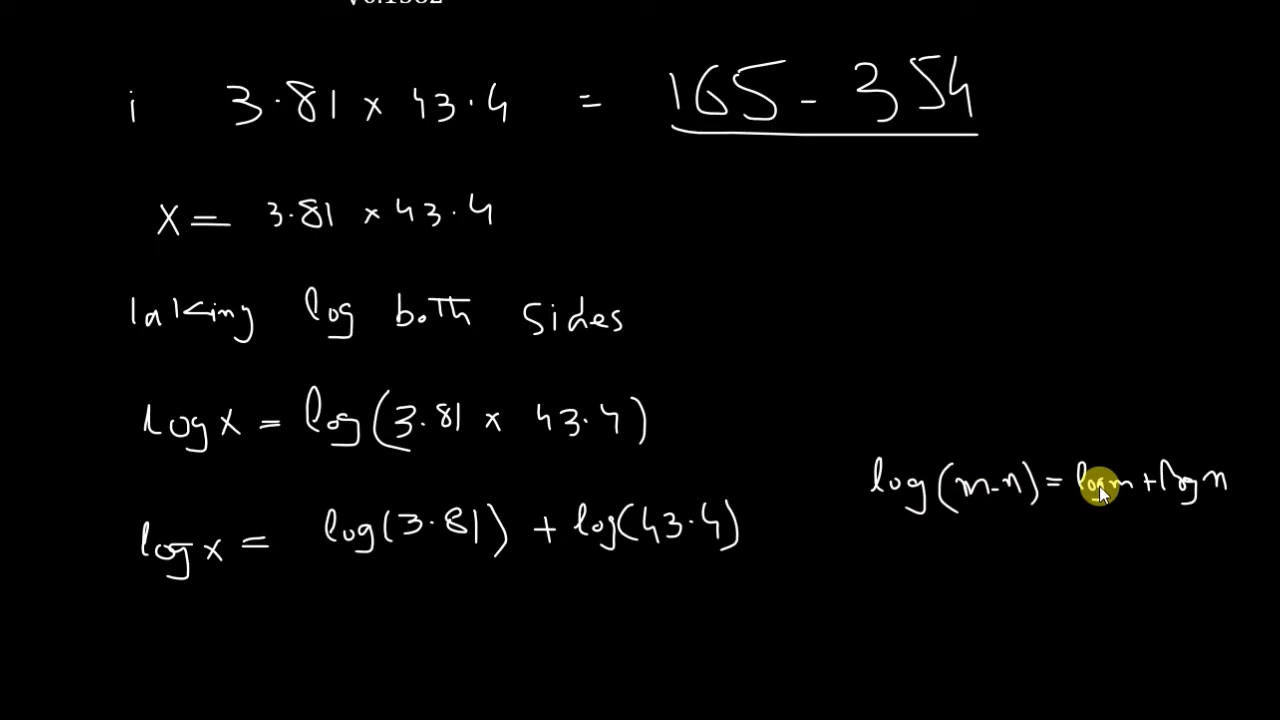 i 3.81 x 43.4 = 165-354
X = 3.81 x 43.4
taking log both sides
log x = log(3.81 x 43.4)
log(m-n) = log m + log n
log x = log(3.81) + log(43.4)